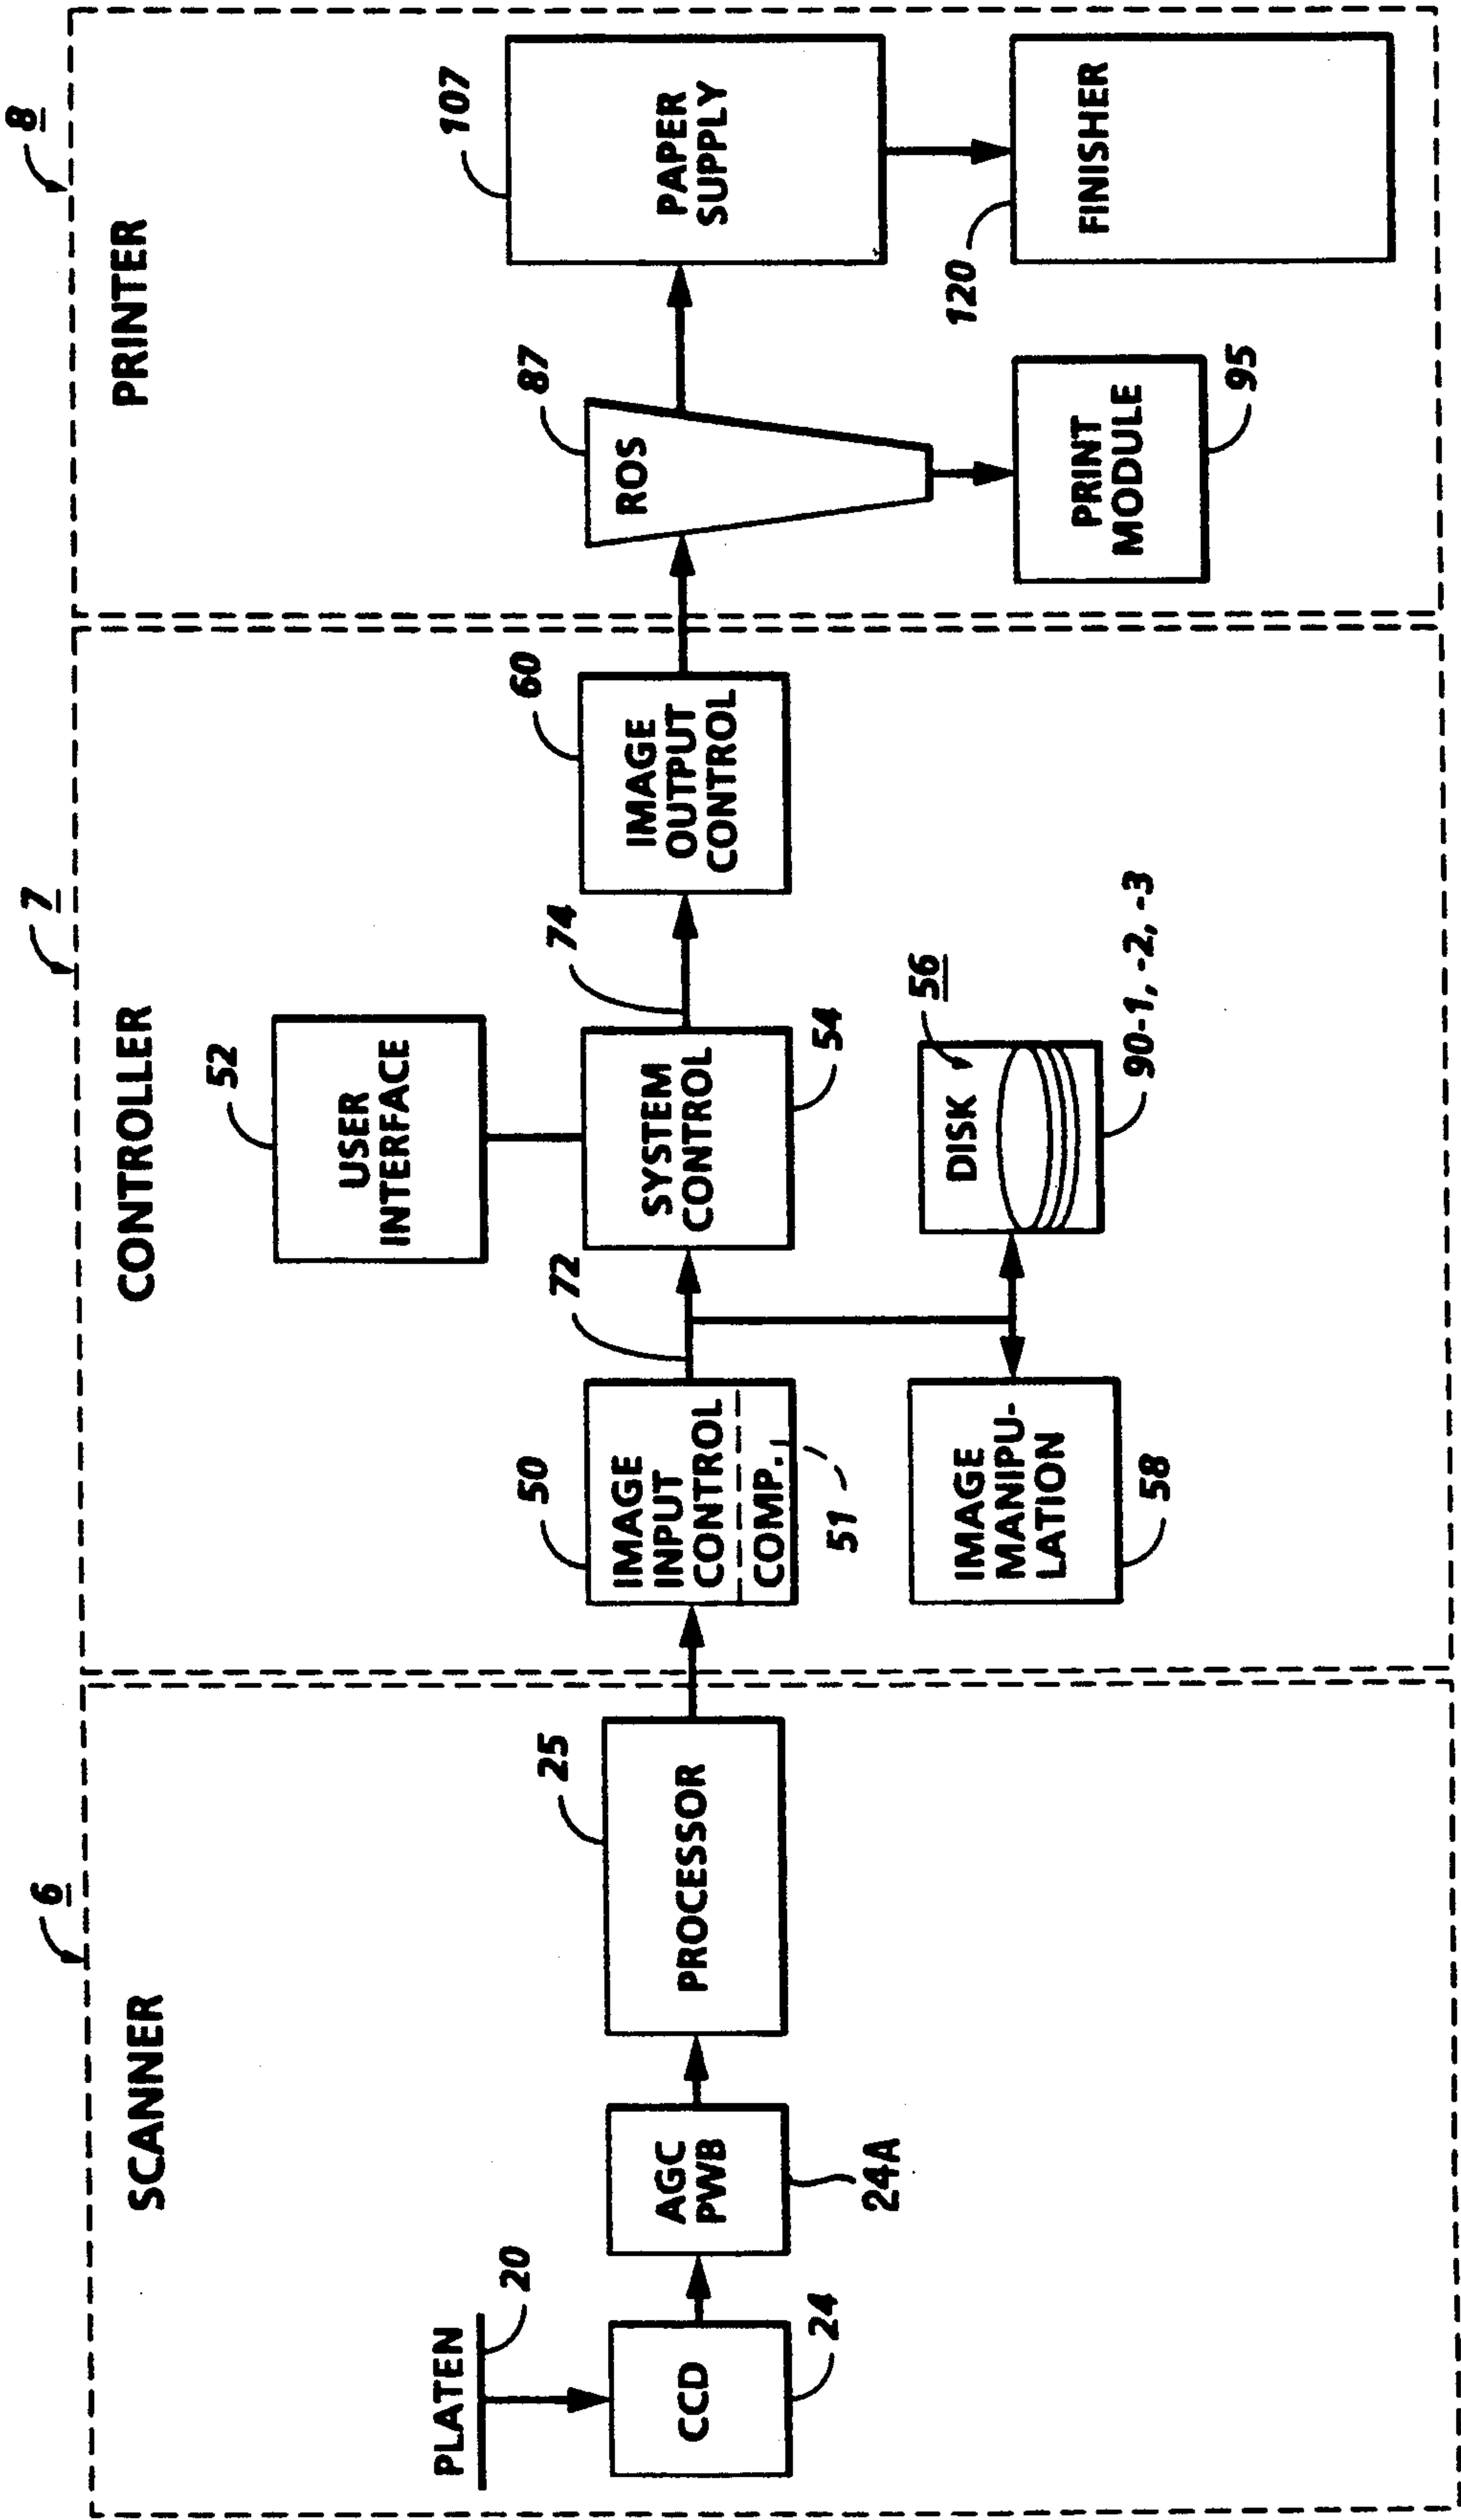 6
SCANNER
PLATEN
20
CCD
24
AGC
PWB
24A
PROCESSOR
25
7
CONTROLLER
USER
INTERFACE
52
IMAGE
INPUT
CONTROL
COMP.
50
51
72
SYSTEM
CONTROL
54
74
IMAGE
OUTPUT
CONTROL
60
IMAGE
MANIPU-
LATION
58
DISK
56
90-1, -2, -3
8
PRINTER
ROS
87
PRINT
MODULE
95
PAPER
SUPPLY
107
FINISHER
120